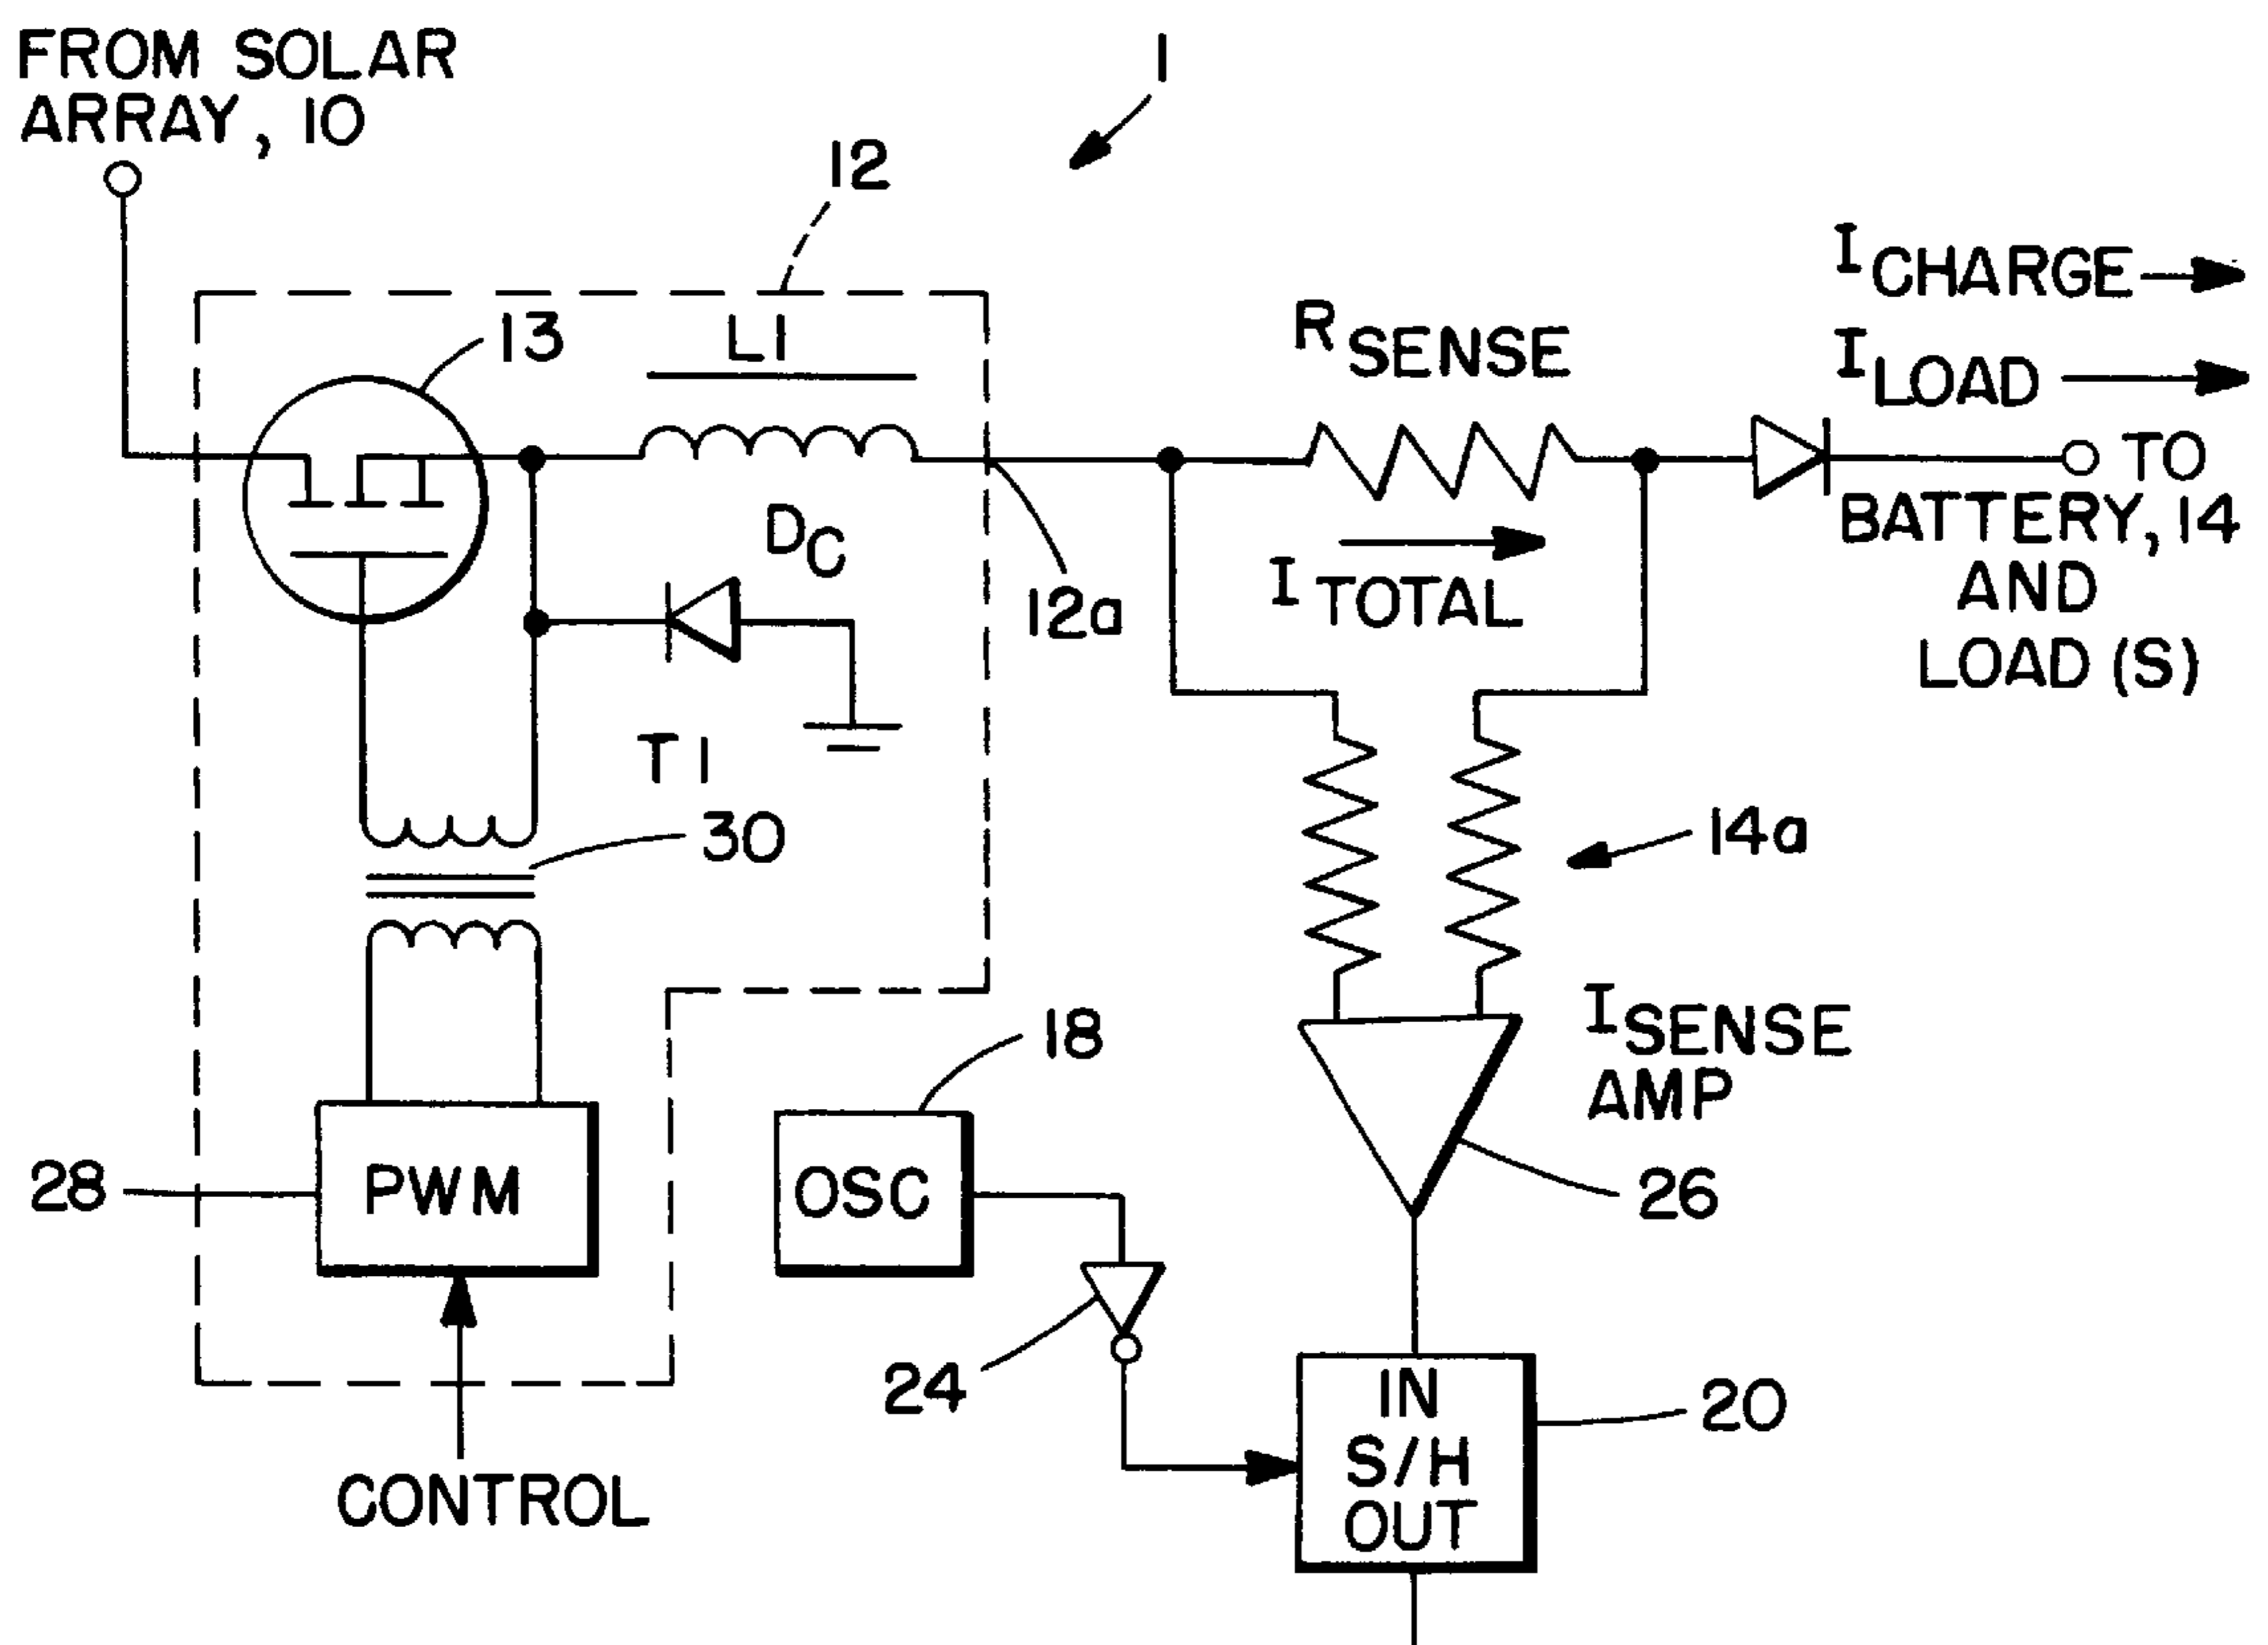 FROM SOLAR
ARRAY, 10
1
12
13
L1
I CHARGE
R SENSE
I LOAD
TO
BATTERY, 14
AND
LOAD (S)
DC
I TOTAL
12a
T1
30
14a
I SENSE
AMP
18
28
PWM
OSC
26
24
IN
S/H
OUT
20
CONTROL